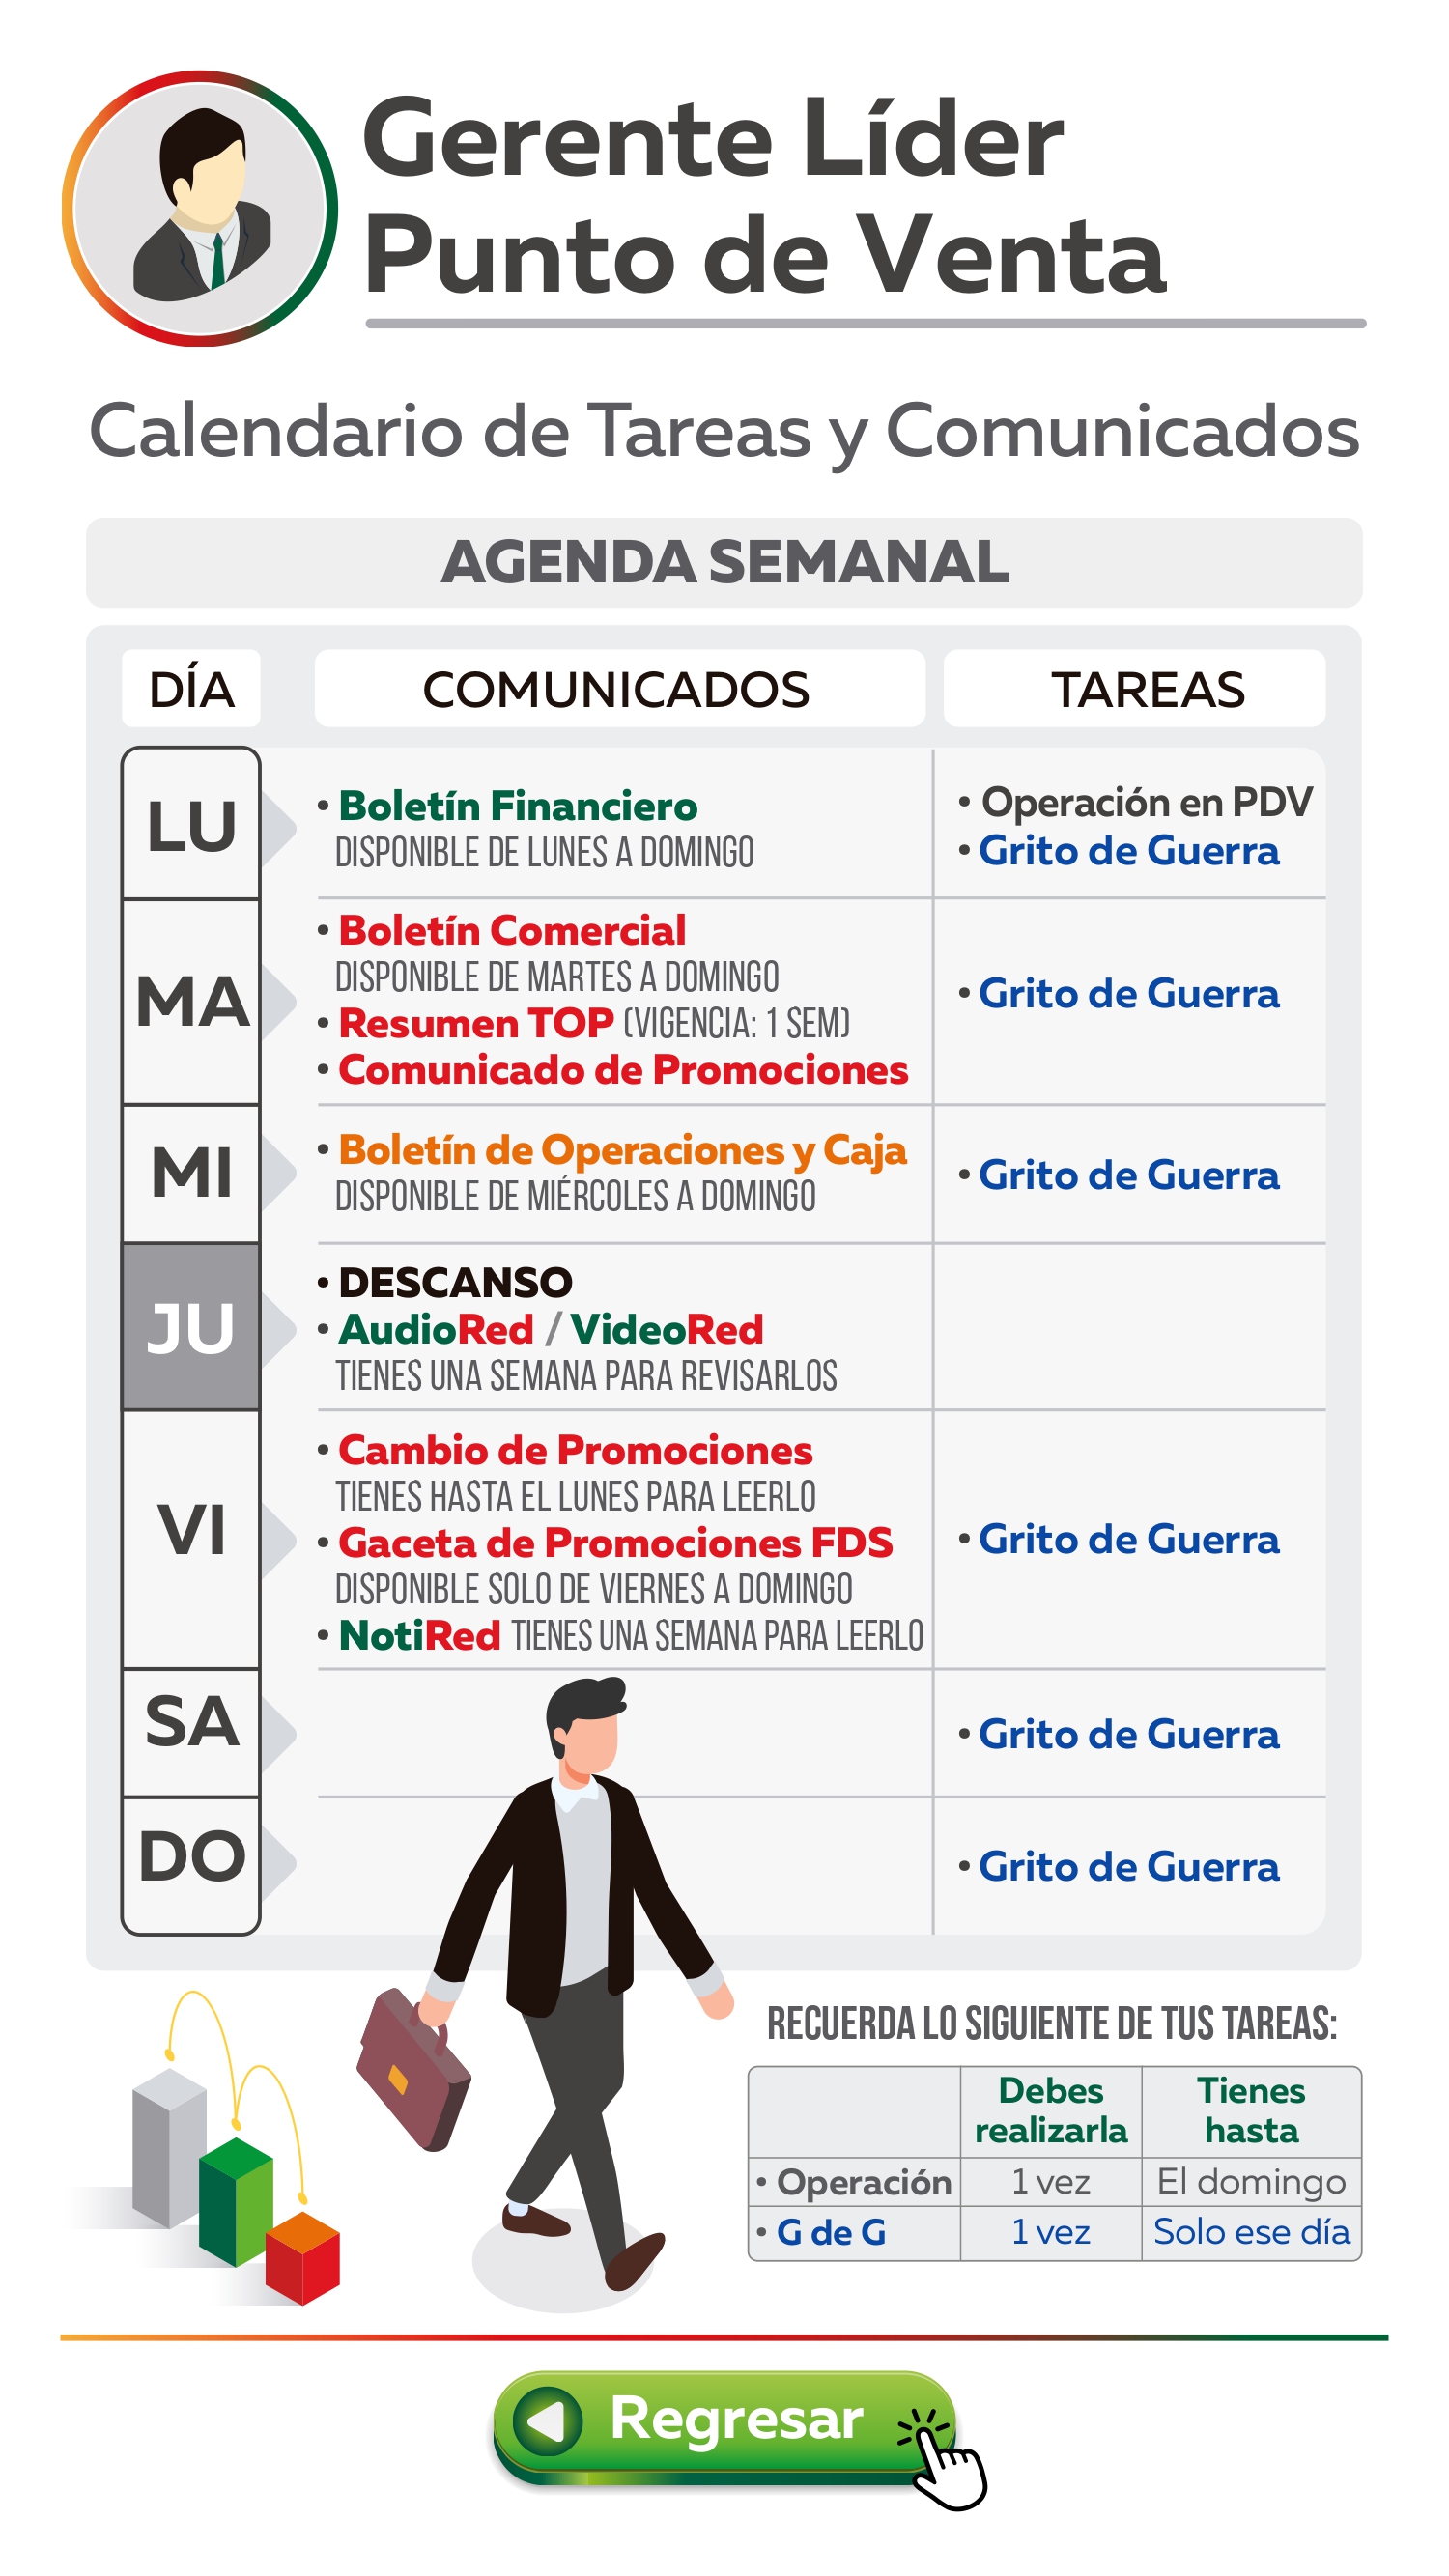 Gerente Líder
Punto de Venta
Calendario de Tareas y Comunicados
AGENDA SEMANAL
DÍA
COMUNICADOS
TAREAS
LU
• Boletín Financiero
DISPONIBLE DE LUNES A DOMINGO
• Operación en PDV
• Grito de Guerra
MA
• Boletín Comercial
DISPONIBLE DE MARTES A DOMINGO
• Resumen TOP (VIGENCIA: 1 SEM)
• Comunicado de Promociones
• Grito de Guerra
MI
• Boletín de Operaciones y Caja
DISPONIBLE DE MIÉRCOLES A DOMINGO
• Grito de Guerra
JU
• DESCANSO
• AudioRed / VideoRed
TIENES UNA SEMANA PARA REVISARLOS
VI
• Cambio de Promociones
TIENES HASTA EL LUNES PARA LEERLO
• Gaceta de Promociones FDS
DISPONIBLE SOLO DE VIERNES A DOMINGO
• NotiRed TIENES UNA SEMANA PARA LEERLO
• Grito de Guerra
SA
• Grito de Guerra
DO
• Grito de Guerra
RECUERDA LO SIGUIENTE DE TUS TAREAS:
Debes
realizarla
Tienes
hasta
• Operación
1 vez
El domingo
• G de G
1 vez
Solo ese día
Regresar